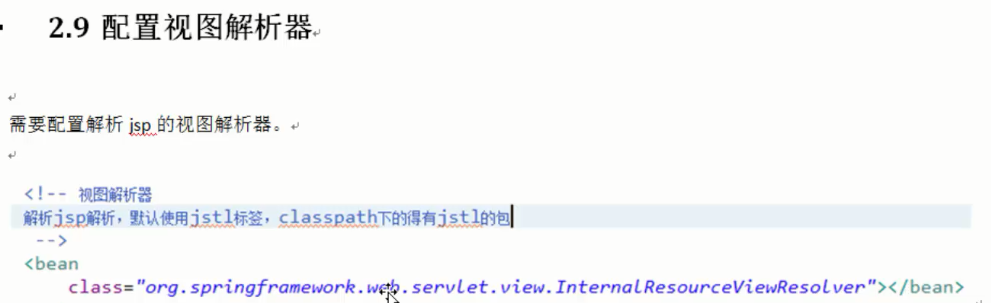 2.9 配置视图解析器
需要配置解析 jsp 的视图解析器。
<!-- 视图解析器
解析jsp解析，默认使用jstl标签，classpath下的得有jstl的包
-->
<bean
class="org.springframework.web.servlet.view.InternalResourceViewResolver"></bean>